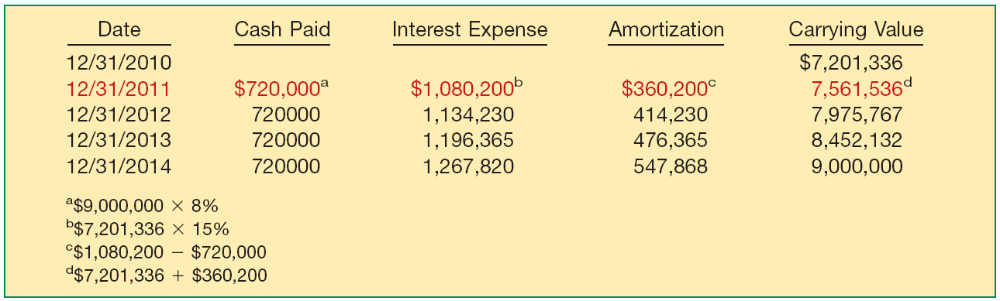 Date Cash Paid Interest Expense Amortization Carrying Value
12/31/2010 $7,201,336
12/31/2011 $720,000a $1,080,200b $360,200c 7,561,536d
12/31/2012 720000 1,134,230 414,230 7,975,767
12/31/2013 720000 1,196,365 476,365 8,452,132
12/31/2014 720000 1,267,820 547,868 9,000,000
a$9,000,000 × 8%
b$7,201,336 × 15%
c$1,080,200 − $720,000
d$7,201,336 + $360,200